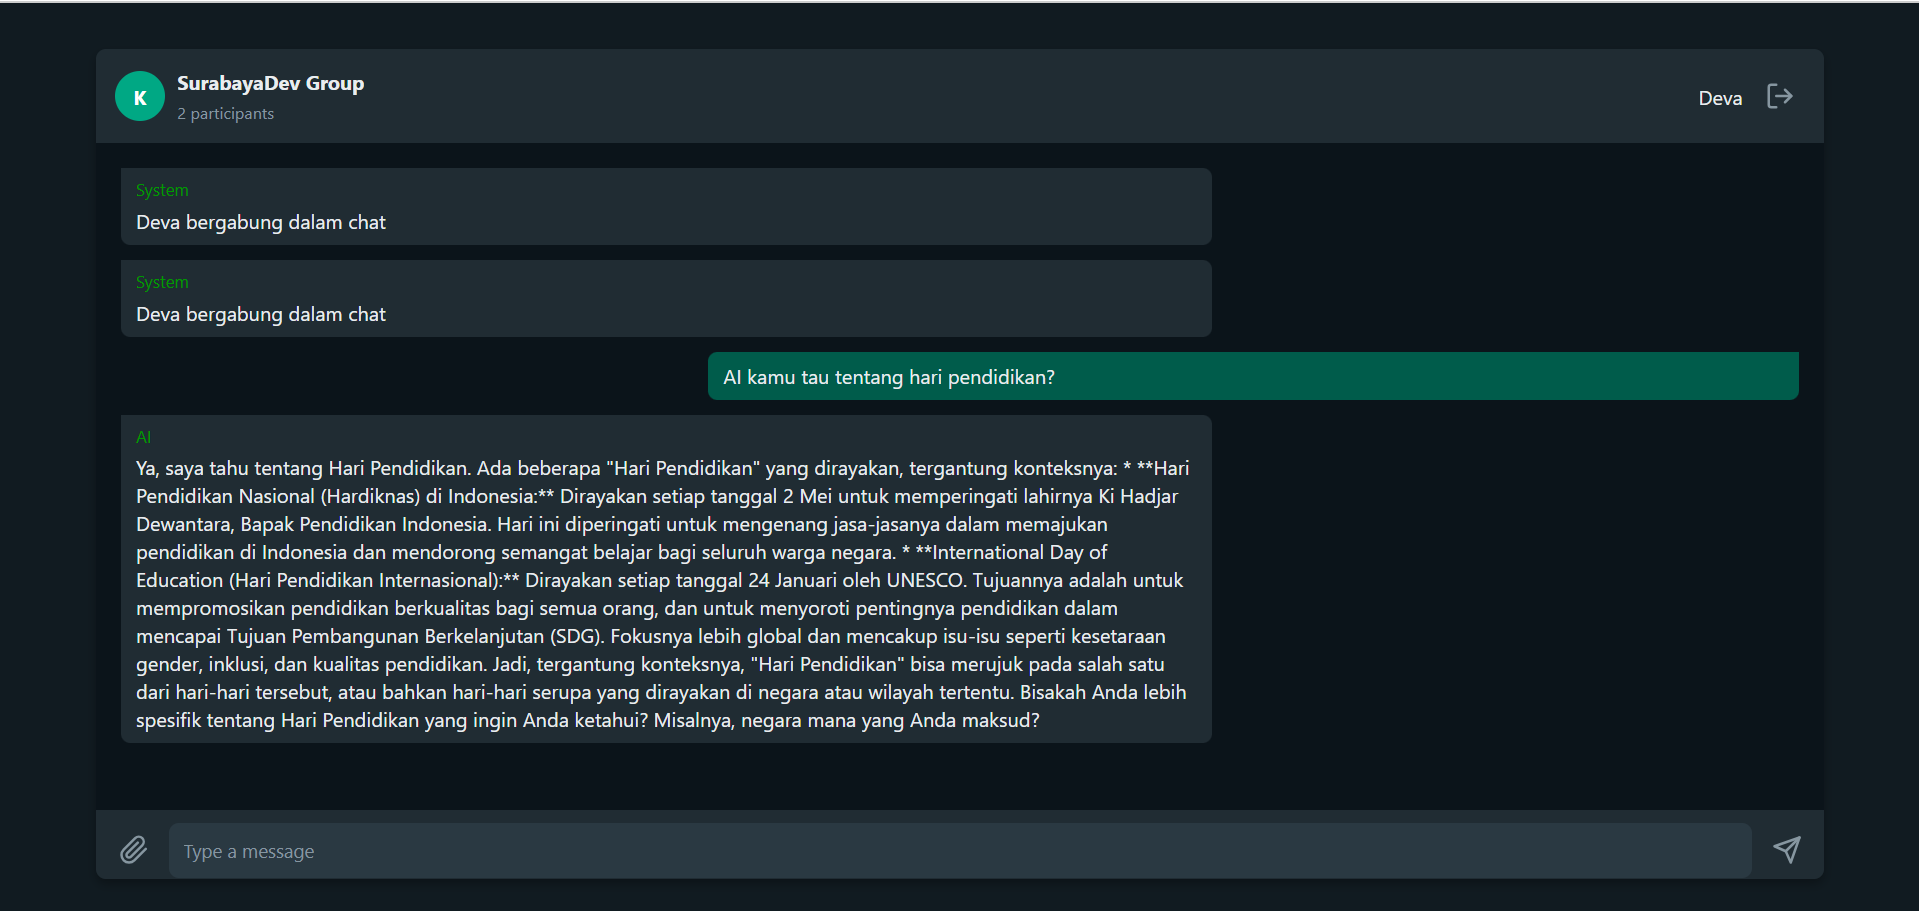 K
SurabayaDev Group
2 participants
Deva
System
Deva bergabung dalam chat
System
Deva bergabung dalam chat
AI kamu tau tentang hari pendidikan?
AI
Ya, saya tahu tentang Hari Pendidikan. Ada beberapa "Hari Pendidikan" yang dirayakan, tergantung konteksnya: * **Hari
Pendidikan Nasional (Hardiknas) di Indonesia:** Dirayakan setiap tanggal 2 Mei untuk memperingati lahirnya Ki Hadjar
Dewantara, Bapak Pendidikan Indonesia. Hari ini diperingati untuk mengenang jasa-jasanya dalam memajukan
pendidikan di Indonesia dan mendorong semangat belajar bagi seluruh warga negara. * **International Day of
Education (Hari Pendidikan Internasional):** Dirayakan setiap tanggal 24 Januari oleh UNESCO. Tujuannya adalah untuk
mempromosikan pendidikan berkualitas bagi semua orang, dan untuk menyoroti pentingnya pendidikan dalam
mencapai Tujuan Pembangunan Berkelanjutan (SDG). Fokusnya lebih global dan mencakup isu-isu seperti kesetaraan
gender, inklusi, dan kualitas pendidikan. Jadi, tergantung konteksnya, "Hari Pendidikan" bisa merujuk pada salah satu
dari hari-hari tersebut, atau bahkan hari-hari serupa yang dirayakan di negara atau wilayah tertentu. Bisakah Anda lebih
spesifik tentang Hari Pendidikan yang ingin Anda ketahui? Misalnya, negara mana yang Anda maksud?
Type a message